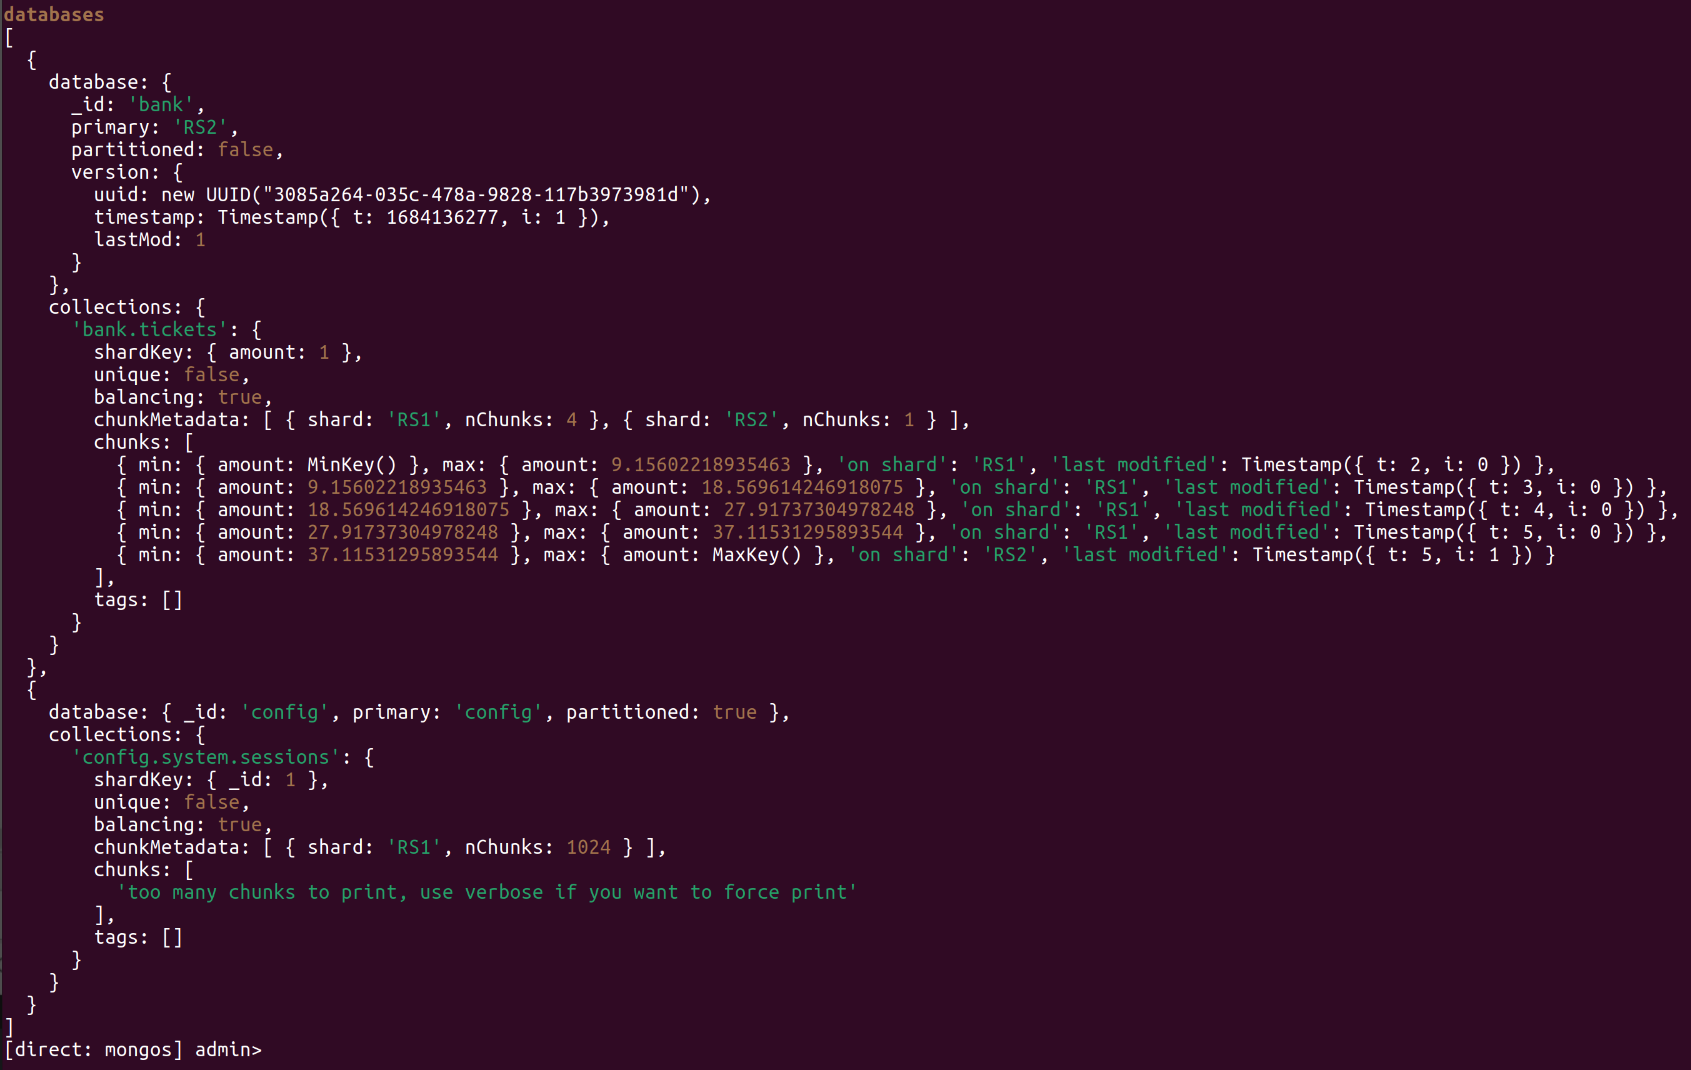 databases
[
  {
    database: {
      _id: 'bank',
      primary: 'RS2',
      partitioned: false,
      version: {
        uuid: new UUID("3085a264-035c-478a-9828-117b3973981d"),
        timestamp: Timestamp({ t: 1684136277, i: 1 }),
        lastMod: 1
      }
    },
    collections: {
      'bank.tickets': {
        shardKey: { amount: 1 },
        unique: false,
        balancing: true,
        chunkMetadata: [ { shard: 'RS1', nChunks: 4 }, { shard: 'RS2', nChunks: 1 } ],
        chunks: [
          { min: { amount: MinKey() }, max: { amount: 9.15602218935463 }, 'on shard': 'RS1', 'last modified': Timestamp({ t: 2, i: 0 }) },
          { min: { amount: 9.15602218935463 }, max: { amount: 18.569614246918075 }, 'on shard': 'RS1', 'last modified': Timestamp({ t: 3, i: 0 }) },
          { min: { amount: 18.569614246918075 }, max: { amount: 27.91737304978248 }, 'on shard': 'RS1', 'last modified': Timestamp({ t: 4, i: 0 }) },
          { min: { amount: 27.91737304978248 }, max: { amount: 37.11531295893544 }, 'on shard': 'RS1', 'last modified': Timestamp({ t: 5, i: 0 }) },
          { min: { amount: 37.11531295893544 }, max: { amount: MaxKey() }, 'on shard': 'RS2', 'last modified': Timestamp({ t: 5, i: 1 }) }
        ],
        tags: []
      }
    }
  },
  {
    database: { _id: 'config', primary: 'config', partitioned: true },
    collections: {
      'config.system.sessions': {
        shardKey: { _id: 1 },
        unique: false,
        balancing: true,
        chunkMetadata: [ { shard: 'RS1', nChunks: 1024 } ],
        chunks: [
          'too many chunks to print, use verbose if you want to force print'
        ],
        tags: []
      }
    }
  }
]
[direct: mongos] admin>